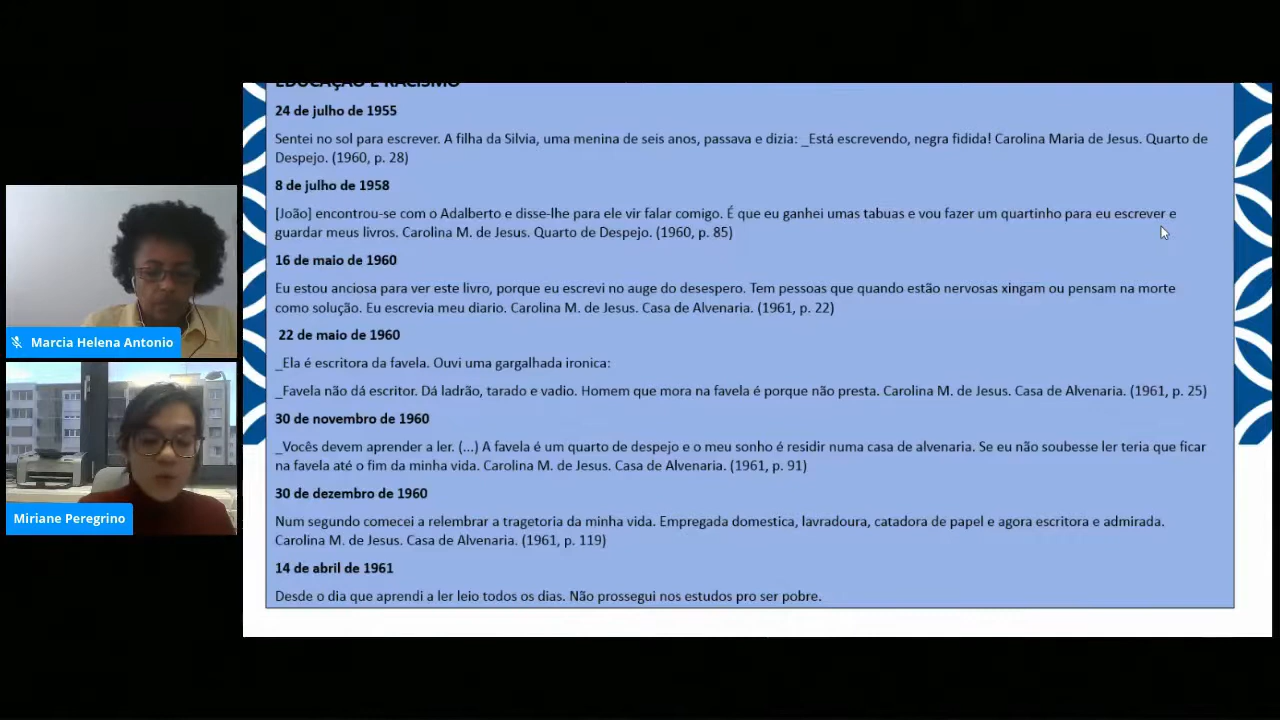 EDUCAÇÃO E RACISMO
24 de julho de 1955
Sentei no sol para escrever. A filha da Silvia, uma menina de seis anos, passava e dizia: _Está escrevendo, negra fidida! Carolina Maria de Jesus. Quarto de
Despejo. (1960, p. 28)
8 de julho de 1958
[João] encontrou-se com o Adalberto e disse-lhe para ele vir falar comigo. É que eu ganhei umas tabuas e vou fazer um quartinho para eu escrever e
guardar meus livros. Carolina M. de Jesus. Quarto de Despejo. (1960, p. 85)
16 de maio de 1960
Eu estou anciosa para ver este livro, porque eu escrevi no auge do desespero. Tem pessoas que quando estão nervosas xingam ou pensam na morte
como solução. Eu escrevia meu diario. Carolina M. de Jesus. Casa de Alvenaria. (1961, p. 22)
22 de maio de 1960
_Ela é escritora da favela. Ouvi uma gargalhada ironica:
_Favela não dá escritor. Dá ladrão, tarado e vadio. Homem que mora na favela é porque não presta. Carolina M. de Jesus. Casa de Alvenaria. (1961, p. 25)
30 de novembro de 1960
_Vocês devem aprender a ler. (...) A favela é um quarto de despejo e o meu sonho é residir numa casa de alvenaria. Se eu não soubesse ler teria que ficar
na favela até o fim da minha vida. Carolina M. de Jesus. Casa de Alvenaria. (1961, p. 91)
30 de dezembro de 1960
Num segundo comecei a relembrar a tragetoria da minha vida. Empregada domestica, lavradoura, catadora de papel e agora escritora e admirada.
Carolina M. de Jesus. Casa de Alvenaria. (1961, p. 119)
14 de abril de 1961
Desde o dia que aprendi a ler leio todos os dias. Não prossegui nos estudos pro ser pobre.
Marcia Helena Antonio
Miriane Peregrino